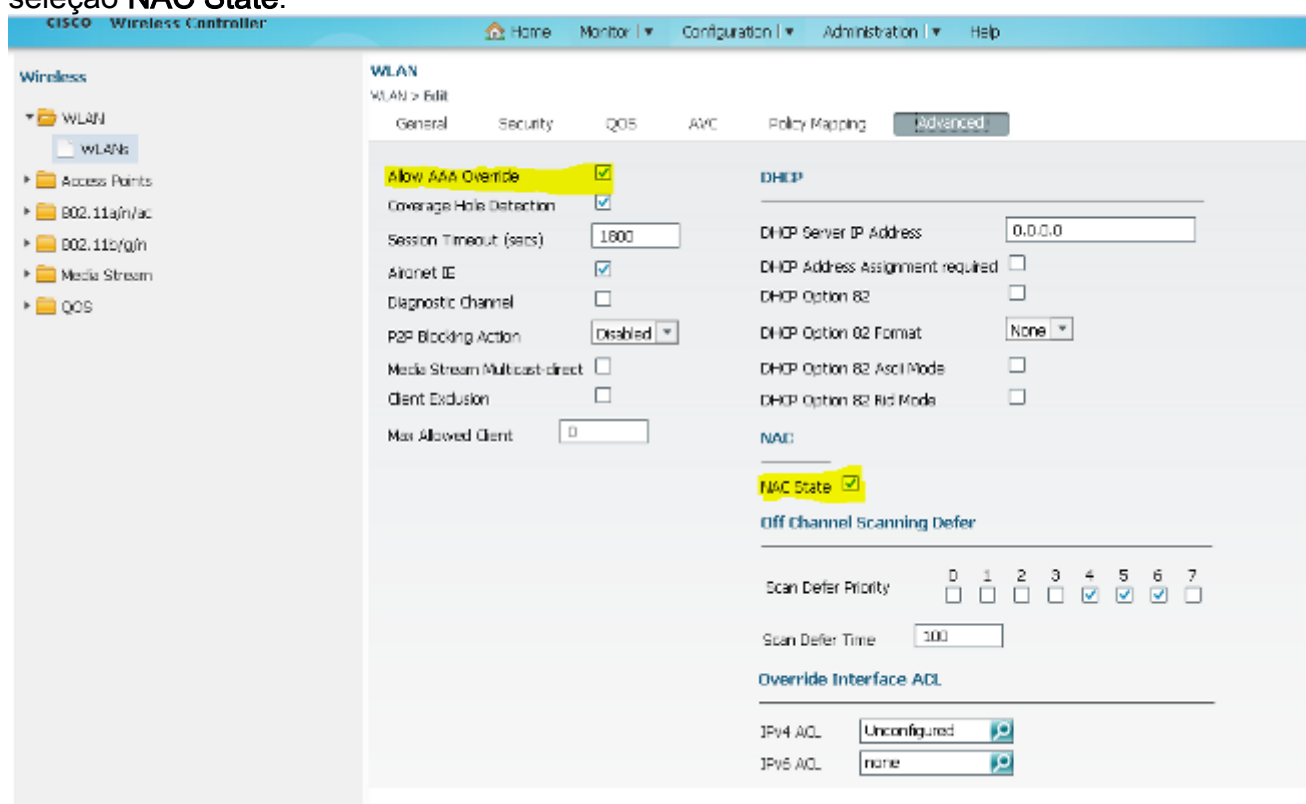 seleção NAC State.
CISCO Wireless Controller
Home Monitor Configuration Administration Help
Wireless
WLAN
WLANs
Access Points
802.11a/n/ac
802.11b/g/n
Media Stream
QOS
WLAN
WLAN > Edit
General Security QOS AVC Policy Mapping Advanced
Allow AAA Override
Coverage Hole Detection
Session Timeout (secs) 1800
Aironet IE
Diagnostic Channel
P2P Blocking Action Disabled
Media Stream Multicast-direct
Client Exclusion
Max Allowed Client 0
DHCP
DHCP Server IP Address 0.0.0.0
DHCP Address Assignment required
DHCP Option 82
DHCP Option 82 Format None
DHCP Option 82 Ascii Mode
DHCP Option 82 Rid Mode
NAC
NAC State
Off Channel Scanning Defer
0 1 2 3 4 5 6 7
Scan Defer Priority
Scan Defer Time 100
Override Interface ACL
IPv4 ACL Unconfigured
IPv6 ACL none